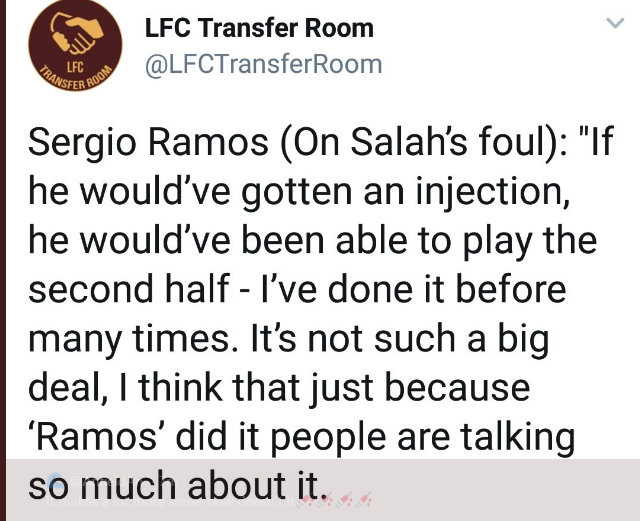 LFC Transfer Room
@LFCTransferRoom
LFC
TRANSFER ROOM
Sergio Ramos (On Salah's foul): "If
he would've gotten an injection,
he would've been able to play the
second half - I've done it before
many times. It's not such a big
deal, I think that just because
‘Ramos’ did it people are talking
so much about it.